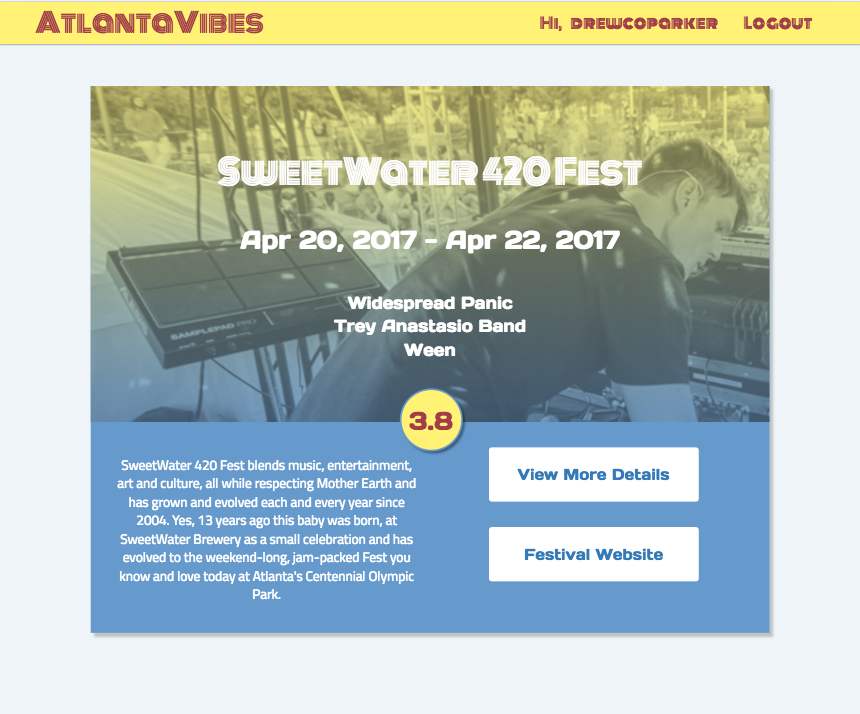 AtlantaVibes
Hi, drewcoparker Logout
SweetWater 420 Fest
Apr 20, 2017 - Apr 22, 2017
SAMPLEPAD PRO
Widespread Panic
Trey Anastasio Band
Ween
3.8
SweetWater 420 Fest blends music, entertainment,
art and culture, all while respecting Mother Earth and
has grown and evolved each and every year since
2004. Yes, 13 years ago this baby was born, at
SweetWater Brewery as a small celebration and has
evolved to the weekend-long, jam-packed Fest you
know and love today at Atlanta's Centennial Olympic
Park.
View More Details
Festival Website